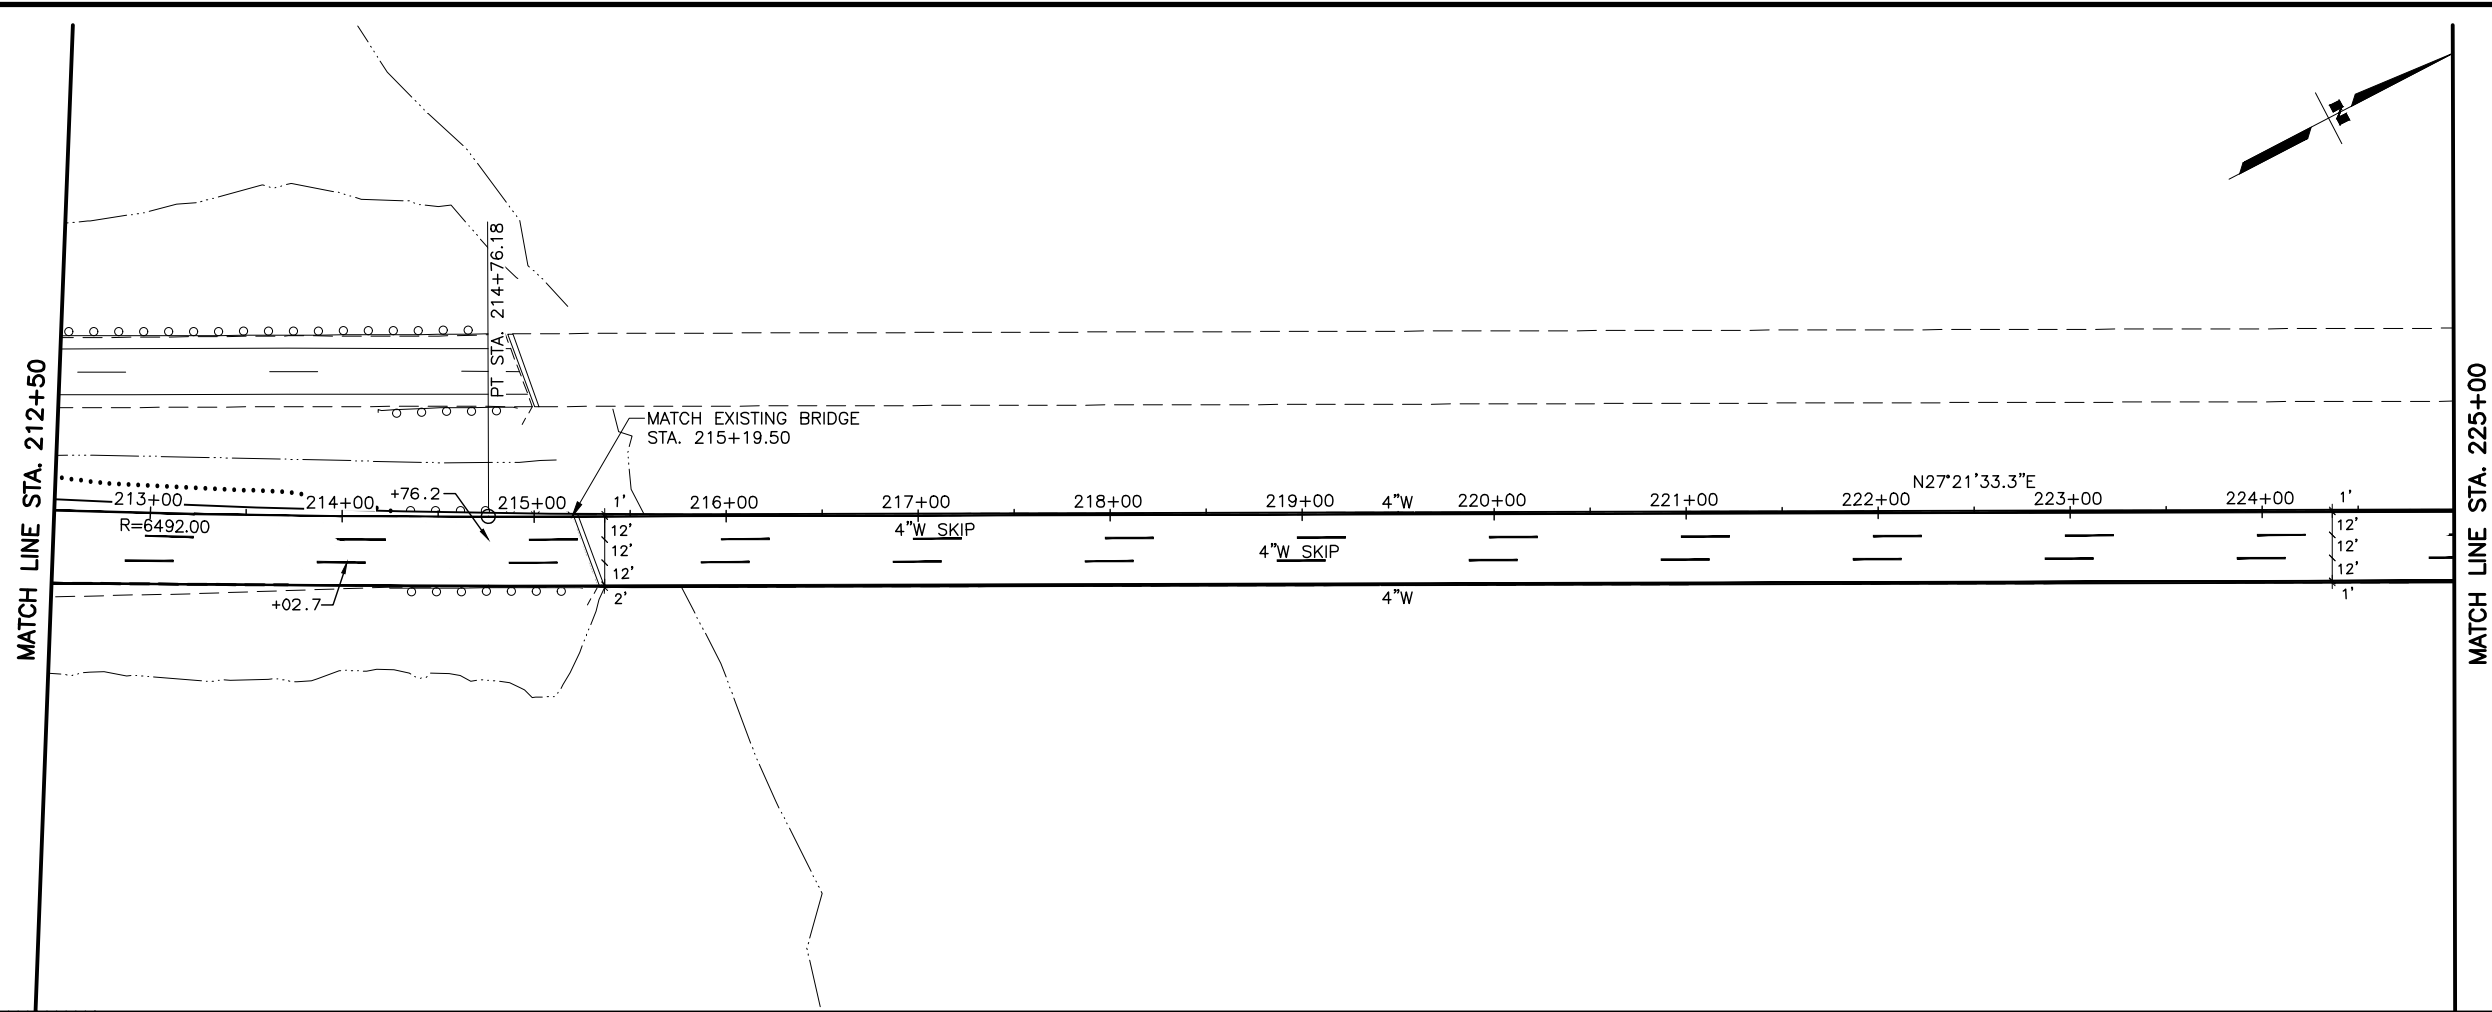 MATCH LINE STA. 212+50
PT STA. 214+76.18
MATCH EXISTING BRIDGE
STA. 215+19.50
N27°21'33.3"E
213+00
214+00
+76.2
215+00
1'
216+00
217+00
218+00
219+00
4"W
220+00
221+00
222+00
223+00
224+00
1'
R=6492.00
12'
12'
12'
2'
4"W SKIP
4"W SKIP
12'
12'
12'
1'
+02.7
4"W
N
MATCH LINE STA. 225+00